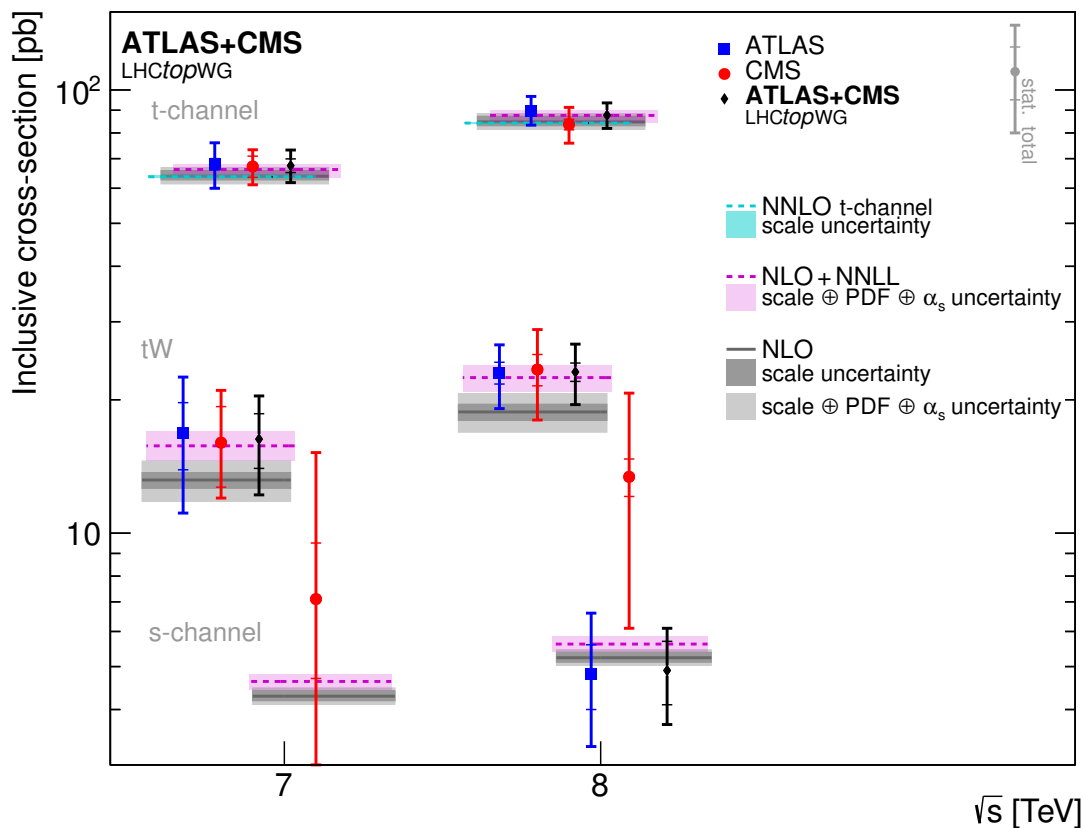 Inclusive cross-section [pb]
ATLAS+CMS
LHCtopWG
t-channel
tW
s-channel
10²
10
7
8
√s [TeV]
ATLAS
CMS
ATLAS+CMS
LHCtopWG
stat. total
NNLO t-channel
scale uncertainty
NLO + NNLL
scale ⊕ PDF ⊕ αₛ uncertainty
NLO
scale uncertainty
scale ⊕ PDF ⊕ αₛ uncertainty